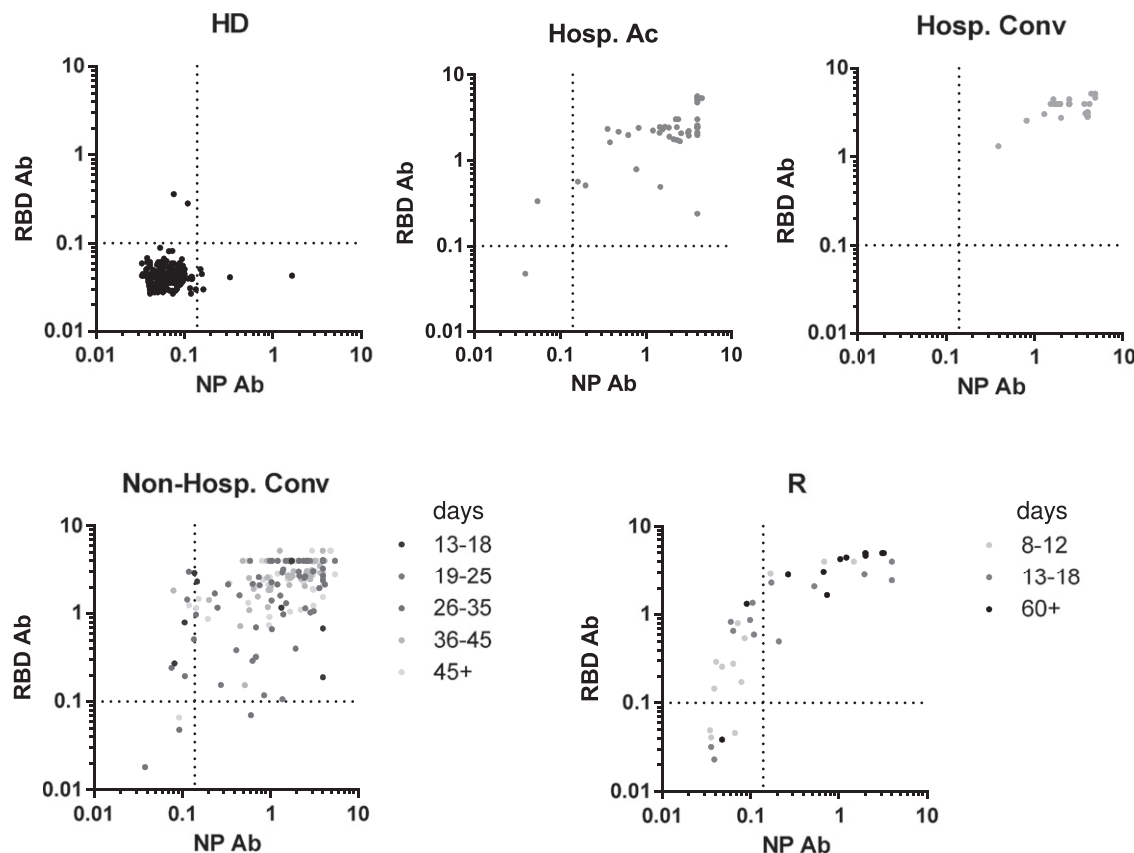 HD
10
1
0.1
0.01
RBD Ab
0.01 0.1 1 10
NP Ab
Hosp. Ac
10
1
0.1
0.01
RBD Ab
0.01 0.1 1 10
NP Ab
Hosp. Conv
10
1
0.1
0.01
RBD Ab
0.01 0.1 1 10
NP Ab
Non-Hosp. Conv
10
1
0.1
0.01
RBD Ab
0.01 0.1 1 10
NP Ab
days
13-18
19-25
26-35
36-45
45+
R
10
1
0.1
0.01
RBD Ab
0.01 0.1 1 10
NP Ab
days
8-12
13-18
60+